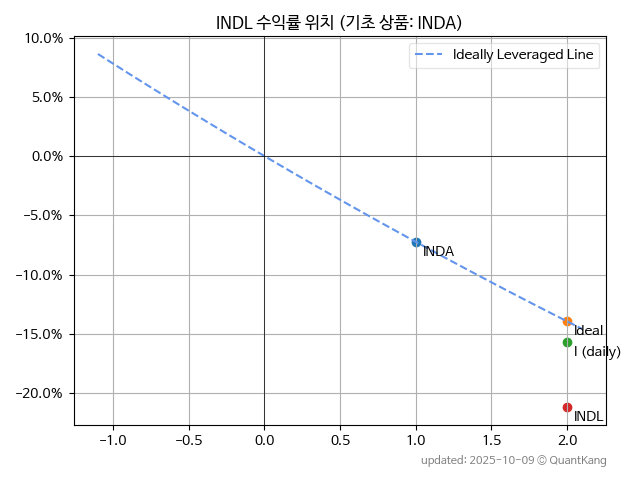 INDL 수익률 위치 (기초 상품: INDA)
Ideally Leveraged Line
10.0%
5.0%
0.0%
−5.0%
−10.0%
−15.0%
−20.0%
INDA
Ideal
I (daily)
INDL
−1.0 −0.5 0.0 0.5 1.0 1.5 2.0
updated: 2025-10-09 © QuantKang